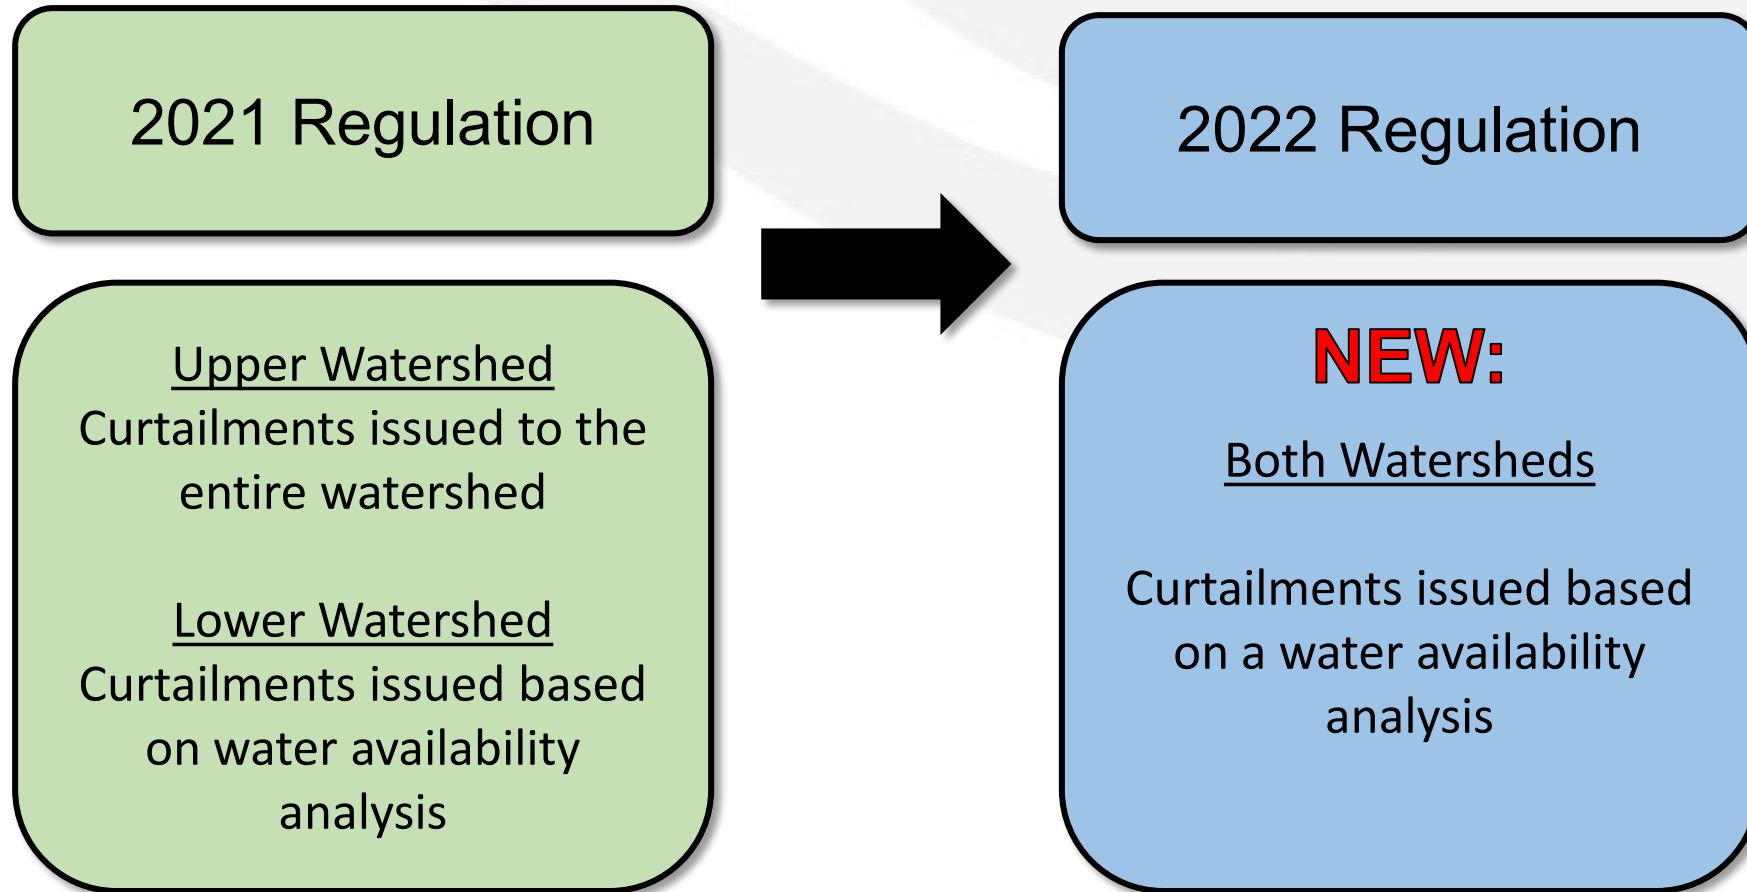 2021 Regulation
Upper Watershed
Curtailments issued to the
entire watershed
Lower Watershed
Curtailments issued based
on water availability
analysis
2022 Regulation
NEW:
Both Watersheds
Curtailments issued based
on a water availability
analysis